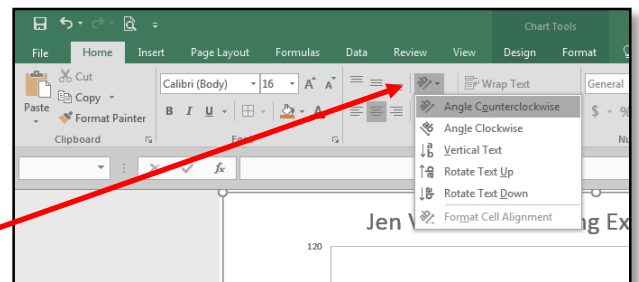 Chart Tools
File Home Insert Page Layout Formulas Data Review View Design Format
Cut
Copy
Format Painter
Paste
Clipboard
Calibri (Body) 16 A A
B I U A
Font
Wrap Text
General
$ %
Angle Counterclockwise
Angle Clockwise
Vertical Text
Rotate Text Up
Rotate Text Down
Format Cell Alignment
fx
Jen
120